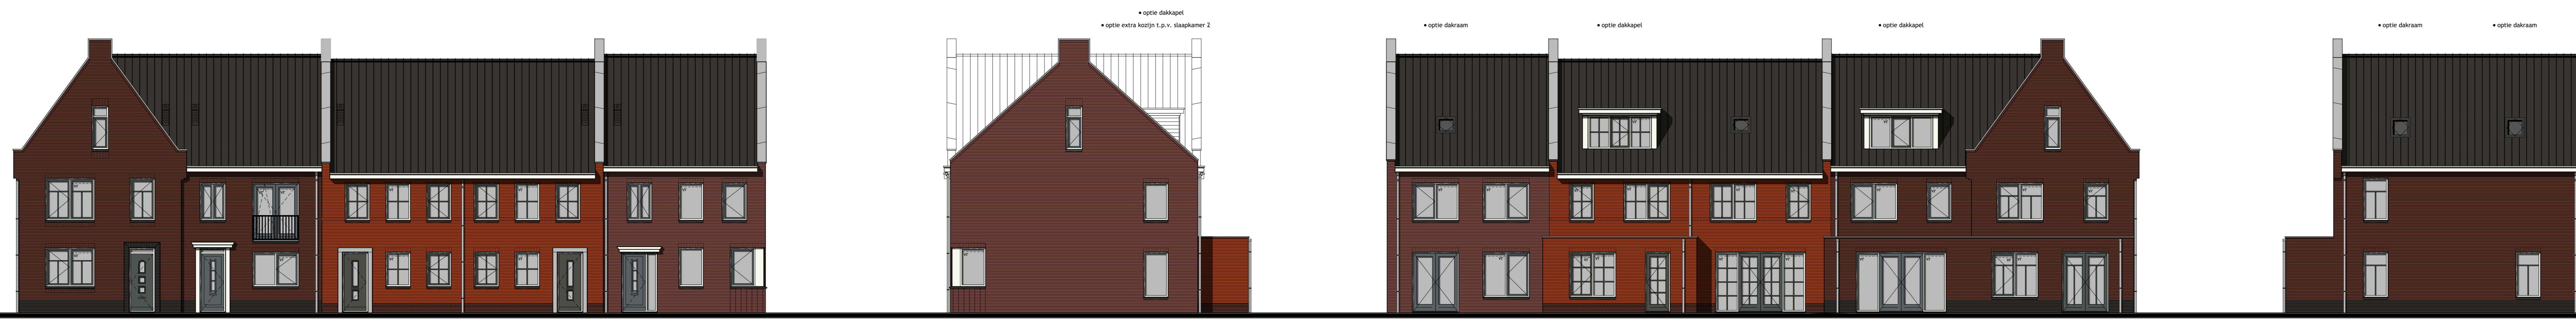 • optie dakkapel
• optie extra kozijn t.p.v. slaapkamer 2
• optie dakraam
• optie dakkapel
• optie dakkapel
• optie dakraam
• optie dakraam